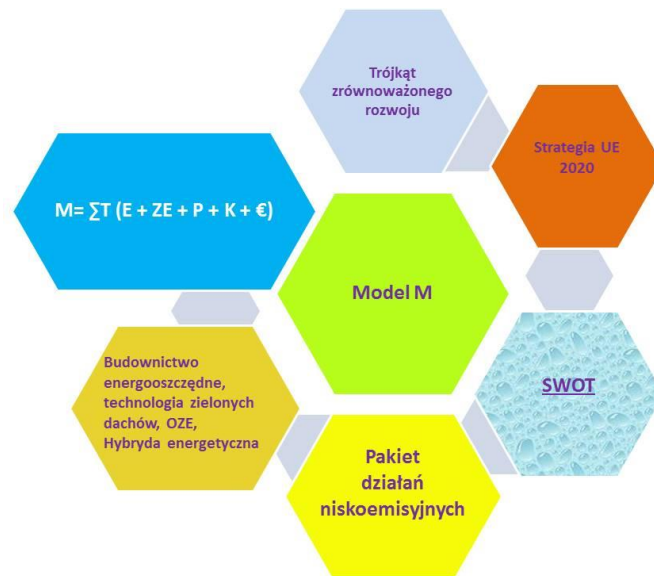 Trójkąt
zrównoważonego
rozwoju
Strategia UE
2020
M= ∑T (E + ZE + P + K + €)
Model M
SWOT
Budownictwo
energooszczędne,
technologia zielonych
dachów, OZE,
Hybryda energetyczna
Pakiet
działań
niskoemisyjnych